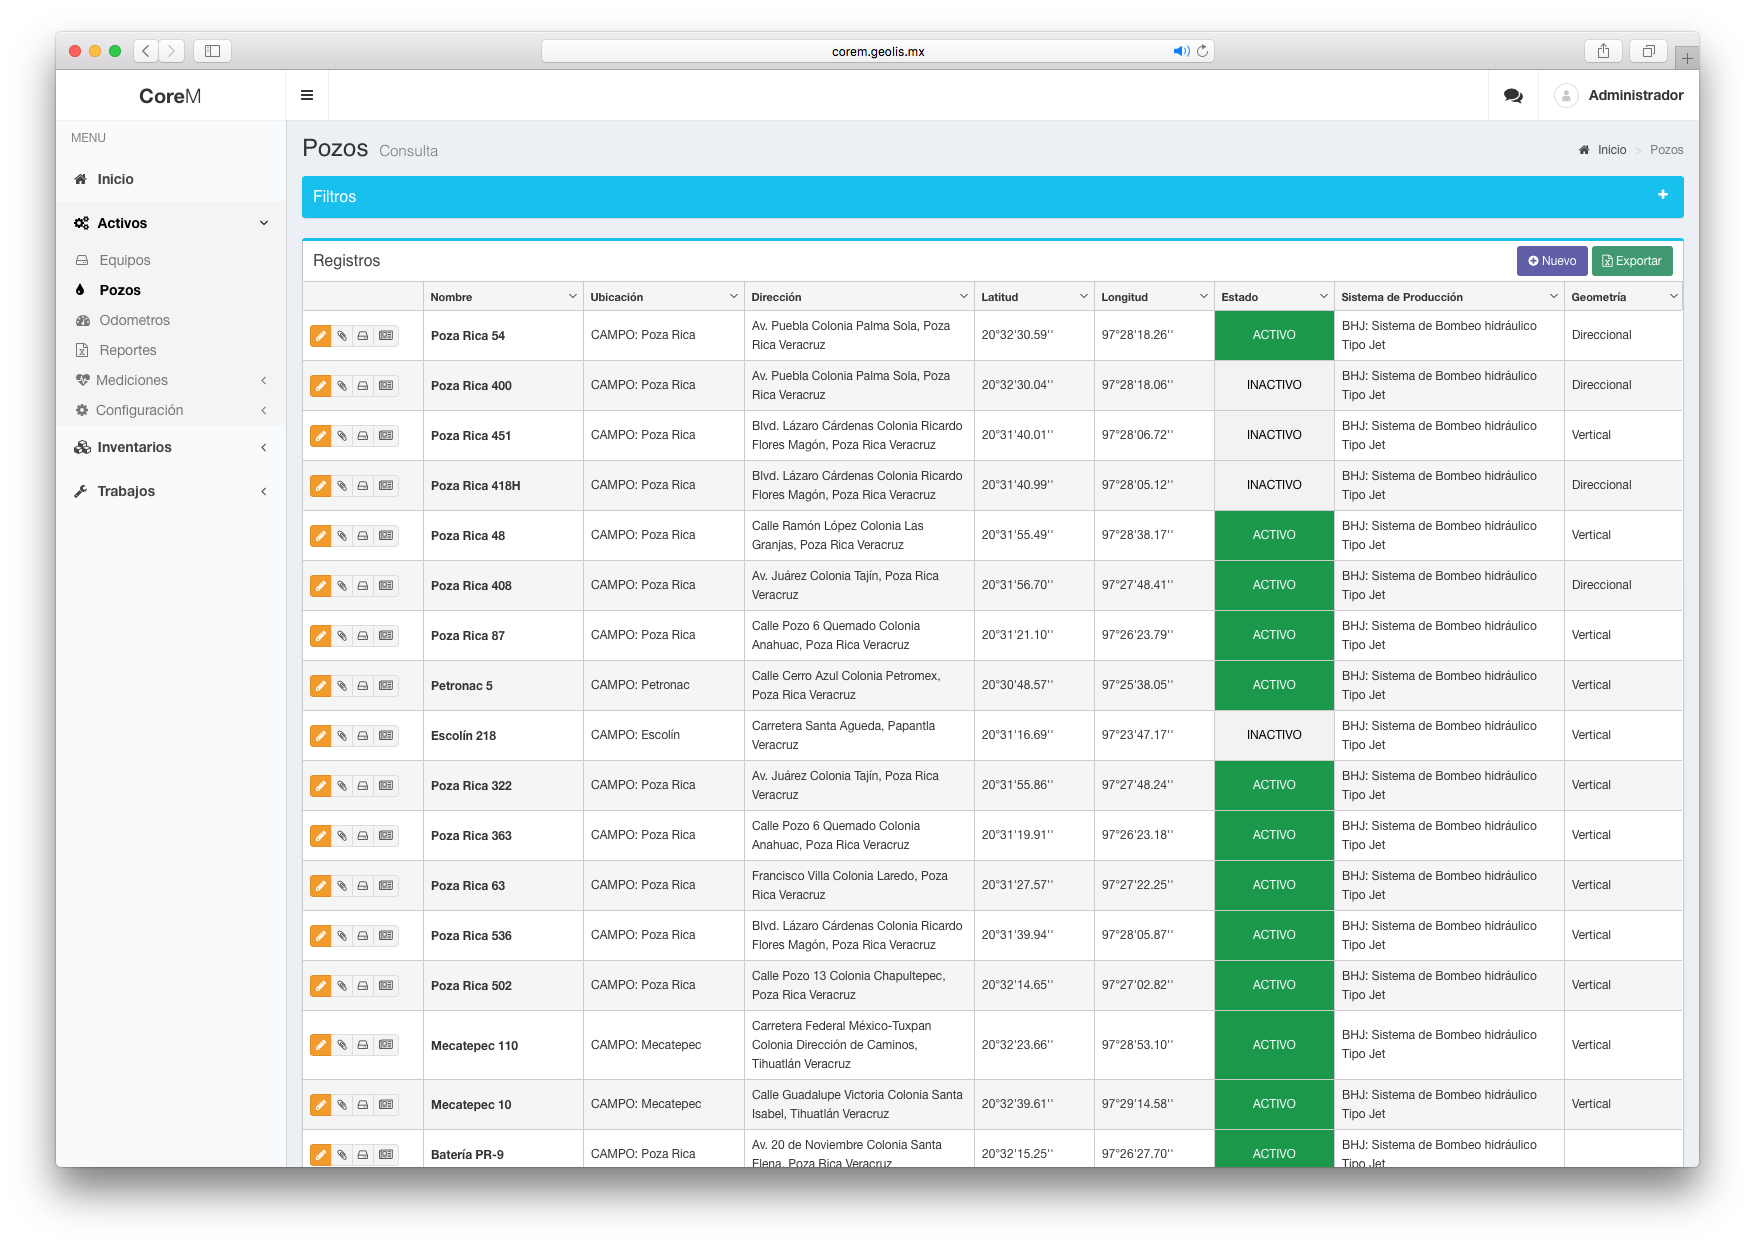 corem.geolis.mx
CoreM
Administrador
MENU
Inicio
Activos
Equipos
Pozos
Odometros
Reportes
Mediciones
Configuración
Inventarios
Trabajos
Pozos Consulta
Inicio > Pozos
Filtros
Registros
Nuevo
Exportar
Nombre Ubicación Dirección Latitud Longitud Estado Sistema de Producción Geometría
Poza Rica 54 CAMPO: Poza Rica Av. Puebla Colonia Palma Sola, Poza Rica Veracruz 20°32'30.59'' 97°28'18.26'' ACTIVO BHJ: Sistema de Bombeo hidráulico Tipo Jet Direccional
Poza Rica 400 CAMPO: Poza Rica Av. Puebla Colonia Palma Sola, Poza Rica Veracruz 20°32'30.04'' 97°28'18.06'' INACTIVO BHJ: Sistema de Bombeo hidráulico Tipo Jet Direccional
Poza Rica 451 CAMPO: Poza Rica Blvd. Lázaro Cárdenas Colonia Ricardo Flores Magón, Poza Rica Veracruz 20°31'40.01'' 97°28'06.72'' INACTIVO BHJ: Sistema de Bombeo hidráulico Tipo Jet Vertical
Poza Rica 418H CAMPO: Poza Rica Blvd. Lázaro Cárdenas Colonia Ricardo Flores Magón, Poza Rica Veracruz 20°31'40.99'' 97°28'05.12'' INACTIVO BHJ: Sistema de Bombeo hidráulico Tipo Jet Direccional
Poza Rica 48 CAMPO: Poza Rica Calle Ramón López Colonia Las Granjas, Poza Rica Veracruz 20°31'55.49'' 97°28'38.17'' ACTIVO BHJ: Sistema de Bombeo hidráulico Tipo Jet Vertical
Poza Rica 408 CAMPO: Poza Rica Av. Juárez Colonia Tajín, Poza Rica Veracruz 20°31'56.70'' 97°27'48.41'' ACTIVO BHJ: Sistema de Bombeo hidráulico Tipo Jet Direccional
Poza Rica 87 CAMPO: Poza Rica Calle Pozo 6 Quemado Colonia Anahuac, Poza Rica Veracruz 20°31'21.10'' 97°26'23.79'' ACTIVO BHJ: Sistema de Bombeo hidráulico Tipo Jet Vertical
Petronac 5 CAMPO: Petronac Calle Cerro Azul Colonia Petromex, Poza Rica Veracruz 20°30'48.57'' 97°25'38.05'' ACTIVO BHJ: Sistema de Bombeo hidráulico Tipo Jet Vertical
Escolín 218 CAMPO: Escolín Carretera Santa Agueda, Papantla Veracruz 20°31'16.69'' 97°23'47.17'' INACTIVO BHJ: Sistema de Bombeo hidráulico Tipo Jet Vertical
Poza Rica 322 CAMPO: Poza Rica Av. Juárez Colonia Tajín, Poza Rica Veracruz 20°31'55.86'' 97°27'48.24'' ACTIVO BHJ: Sistema de Bombeo hidráulico Tipo Jet Vertical
Poza Rica 363 CAMPO: Poza Rica Calle Pozo 6 Quemado Colonia Anahuac, Poza Rica Veracruz 20°31'19.91'' 97°26'23.18'' ACTIVO BHJ: Sistema de Bombeo hidráulico Tipo Jet Vertical
Poza Rica 63 CAMPO: Poza Rica Francisco Villa Colonia Laredo, Poza Rica Veracruz 20°31'27.57'' 97°27'22.25'' ACTIVO BHJ: Sistema de Bombeo hidráulico Tipo Jet Vertical
Poza Rica 536 CAMPO: Poza Rica Blvd. Lázaro Cárdenas Colonia Ricardo Flores Magón, Poza Rica Veracruz 20°31'39.94'' 97°28'05.87'' ACTIVO BHJ: Sistema de Bombeo hidráulico Tipo Jet Vertical
Poza Rica 502 CAMPO: Poza Rica Calle Pozo 13 Colonia Chapultepec, Poza Rica Veracruz 20°32'14.65'' 97°27'02.82'' ACTIVO BHJ: Sistema de Bombeo hidráulico Tipo Jet Vertical
Mecatepec 110 CAMPO: Mecatepec Carretera Federal México-Tuxpan Colonia Dirección de Caminos, Tihuatlán Veracruz 20°32'23.66'' 97°28'53.10'' ACTIVO BHJ: Sistema de Bombeo hidráulico Tipo Jet Vertical
Mecatepec 10 CAMPO: Mecatepec Calle Guadalupe Victoria Colonia Santa Isabel, Tihuatlán Veracruz 20°32'39.61'' 97°29'14.58'' ACTIVO BHJ: Sistema de Bombeo hidráulico Tipo Jet Vertical
Batería PR-9 CAMPO: Poza Rica Av. 20 de Noviembre Colonia Santa Elena, Poza Rica Veracruz 20°32'15.25'' 97°26'27.70'' ACTIVO BHJ: Sistema de Bombeo hidráulico Tipo Jet